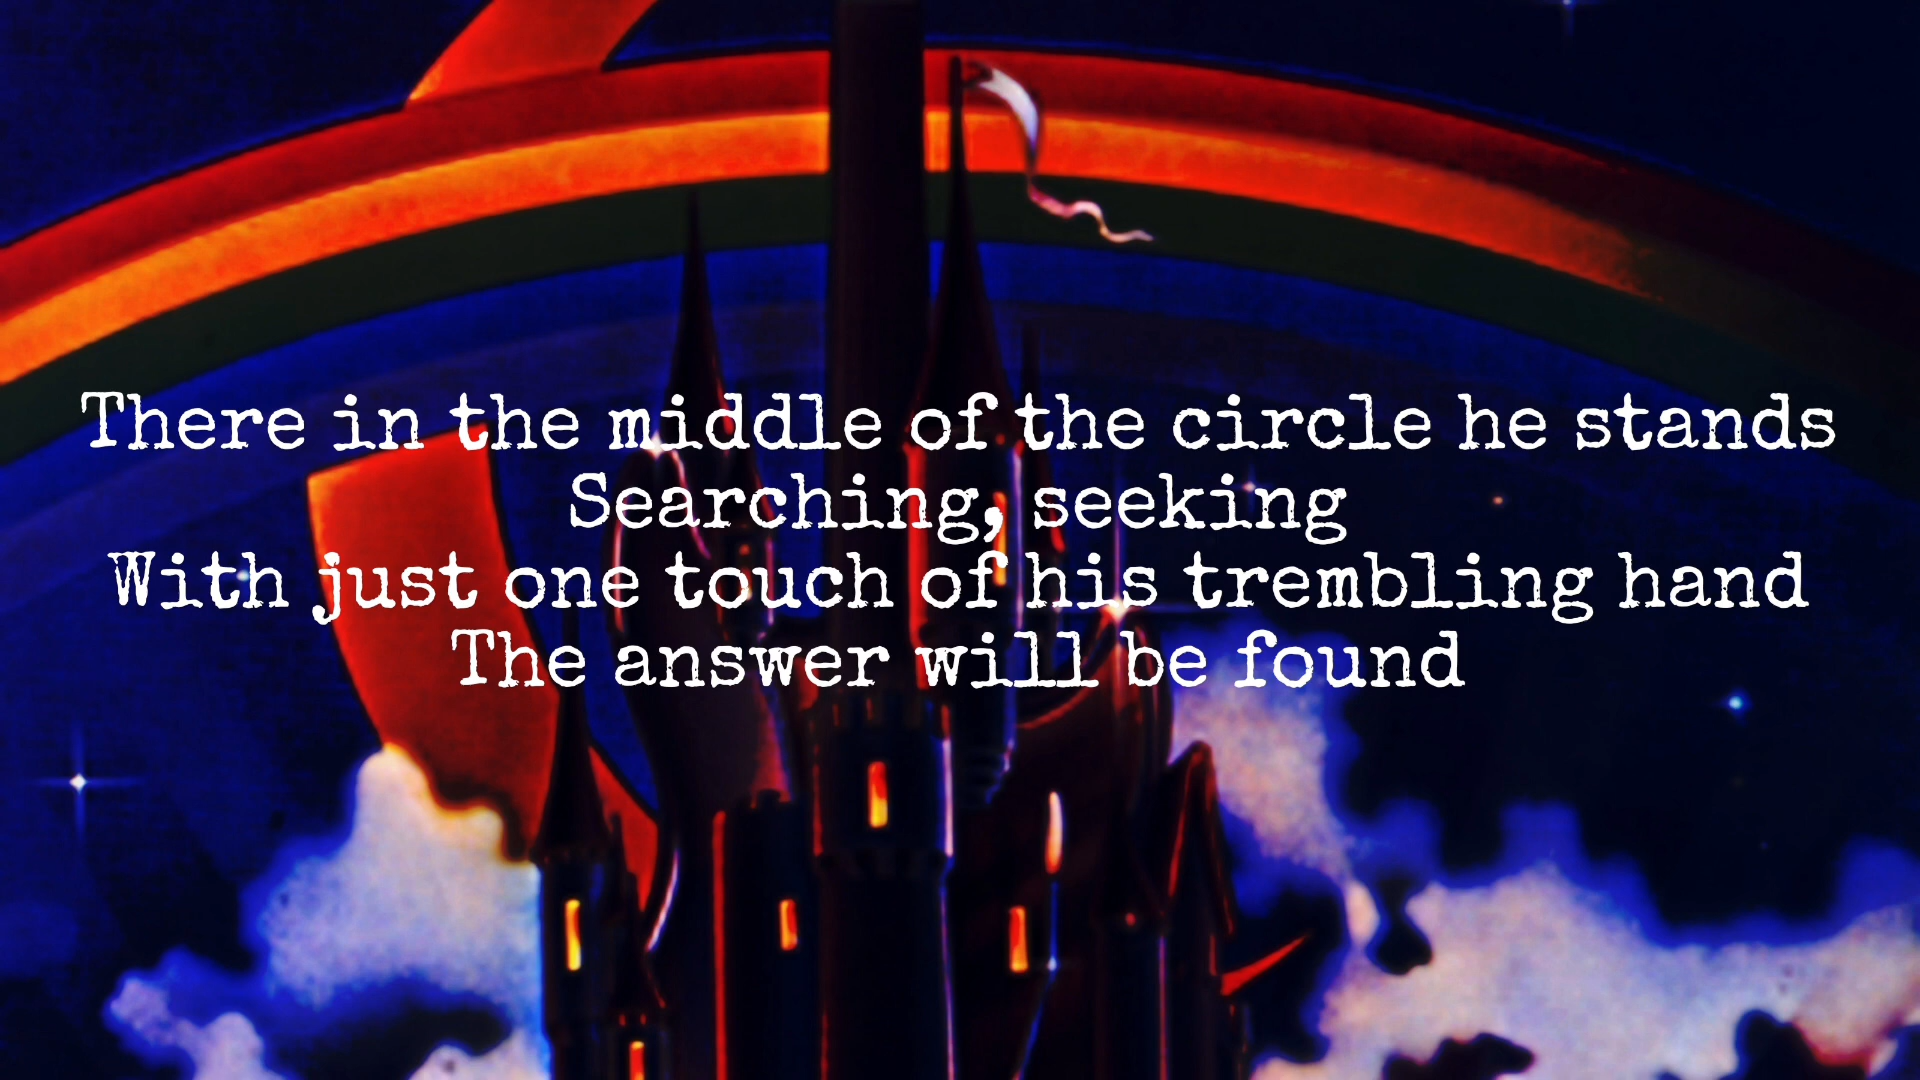 There in the middle of the circle he stands
Searching, seeking
With just one touch of his trembling hand
The answer will be found